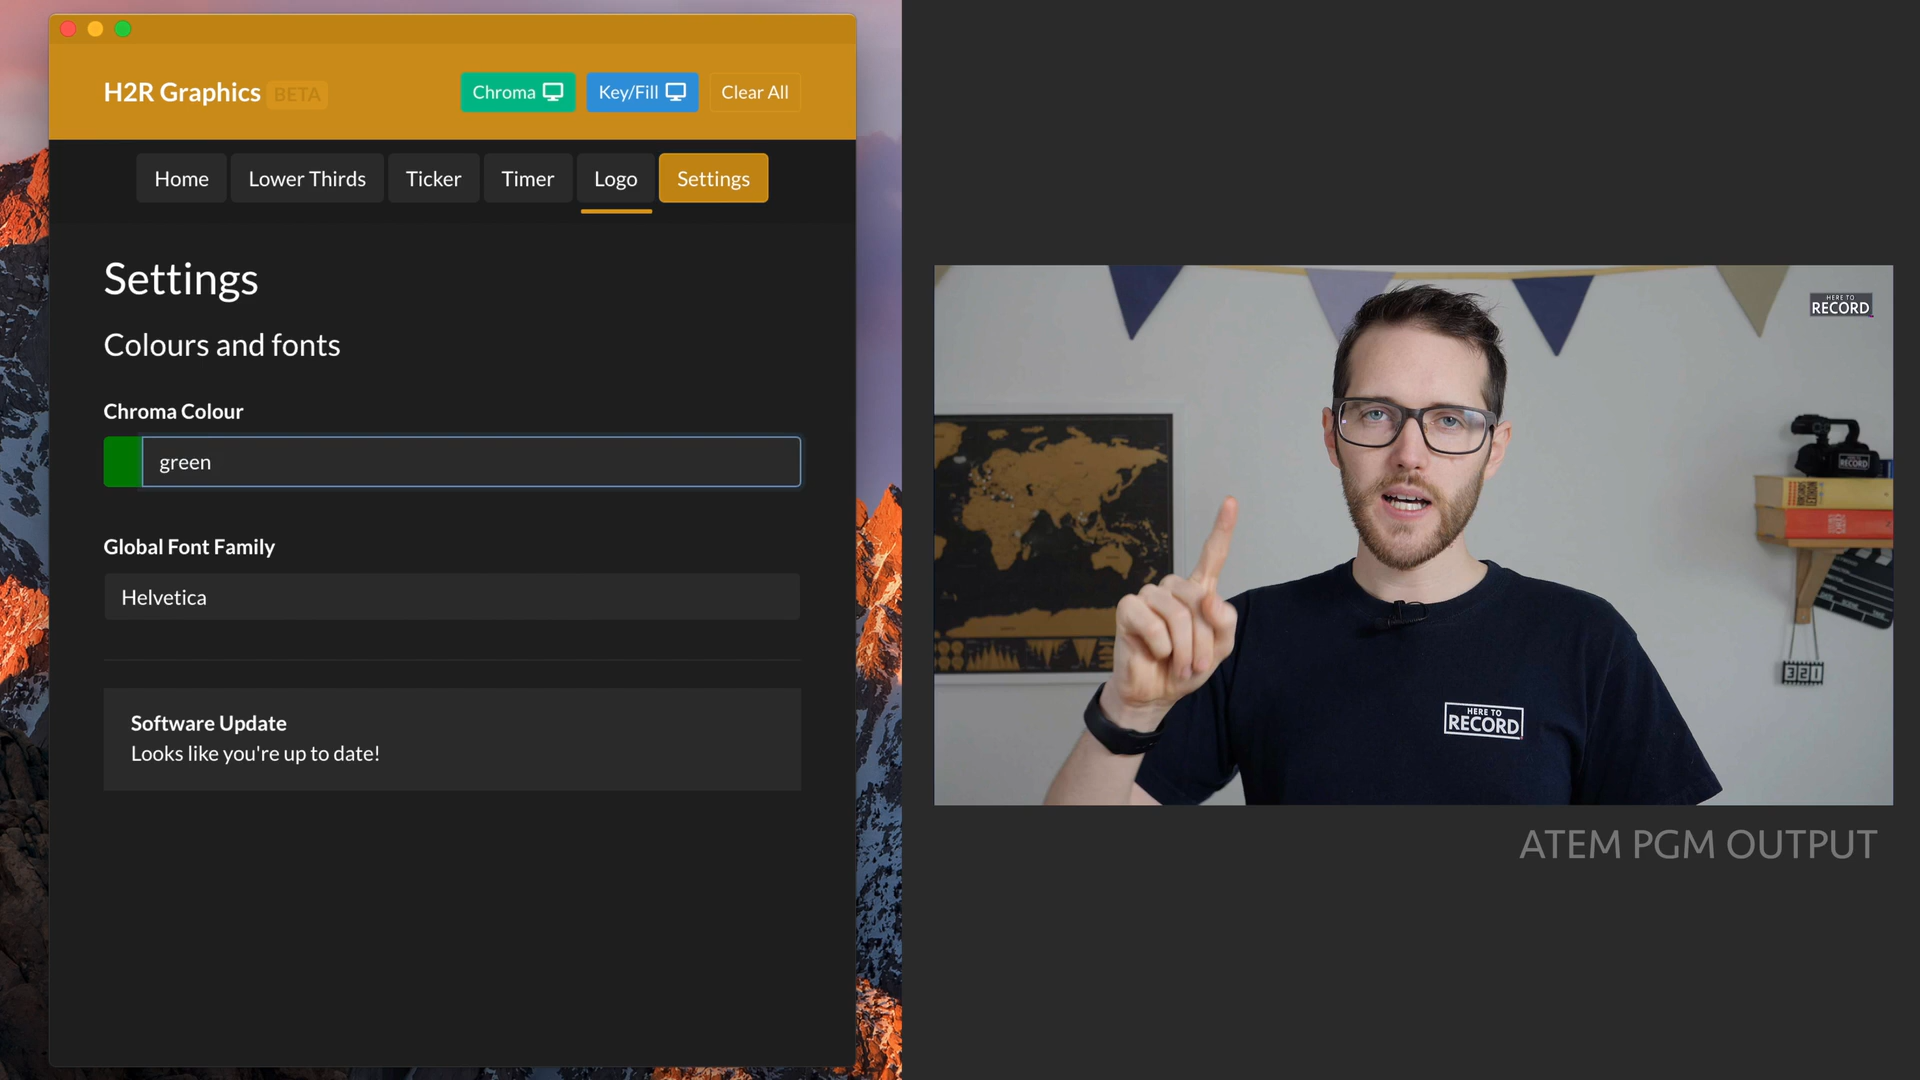 H2R Graphics BETA
Chroma
Key/Fill
Clear All
Home
Lower Thirds
Ticker
Timer
Logo
Settings
Settings
Colours and fonts
Chroma Colour
green
Global Font Family
Helvetica
Software Update
Looks like you're up to date!
HERE TO
RECORD
HERE TO
RECORD
RECORD
321
ATEM PGM OUTPUT